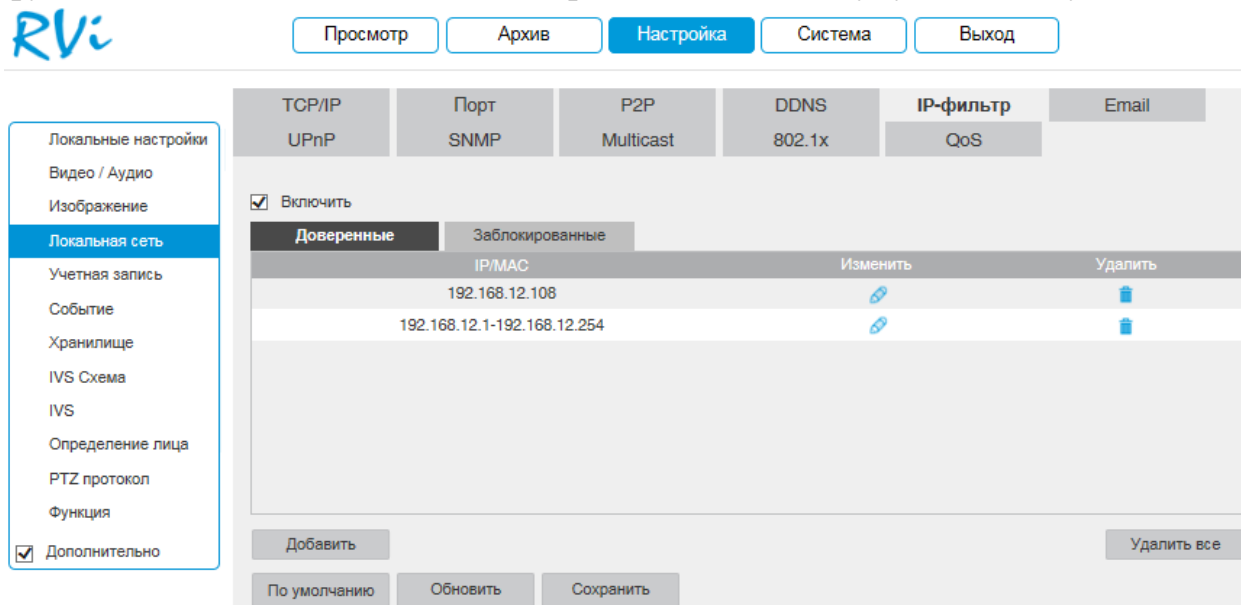 RVi
Просмотр Архив Настройка Система Выход
TCP/IP Порт P2P DDNS IP-фильтр Email
UPnP SNMP Multicast 802.1x QoS
Локальные настройки
Видео / Аудио
Изображение
Локальная сеть
Учетная запись
Событие
Хранилище
IVS Схема
IVS
Определение лица
PTZ протокол
Функция
Дополнительно
Включить
Доверенные Заблокированные
IP/MAC Изменить Удалить
192.168.12.108
192.168.12.1-192.168.12.254
Добавить Удалить все
По умолчанию Обновить Сохранить